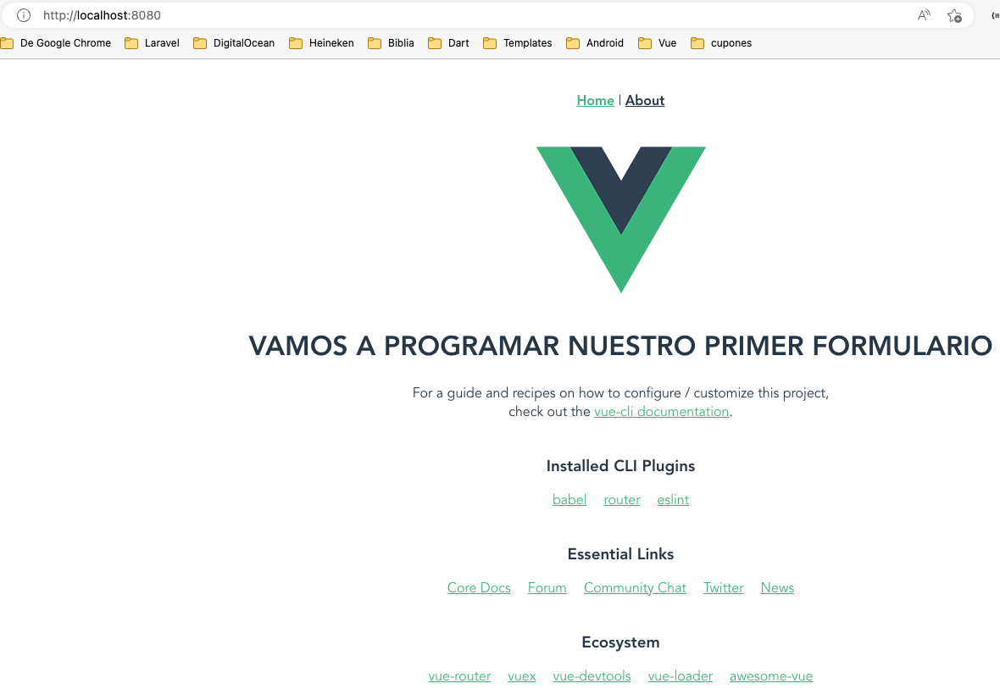 http://localhost:8080
De Google Chrome Laravel DigitalOcean Heineken Biblia Dart Templates Android Vue cupones
Home | About
VAMOS A PROGRAMAR NUESTRO PRIMER FORMULARIO
For a guide and recipes on how to configure / customize this project,
check out the vue-cli documentation.
Installed CLI Plugins
babel router eslint
Essential Links
Core Docs Forum Community Chat Twitter News
Ecosystem
vue-router vuex vue-devtools vue-loader awesome-vue